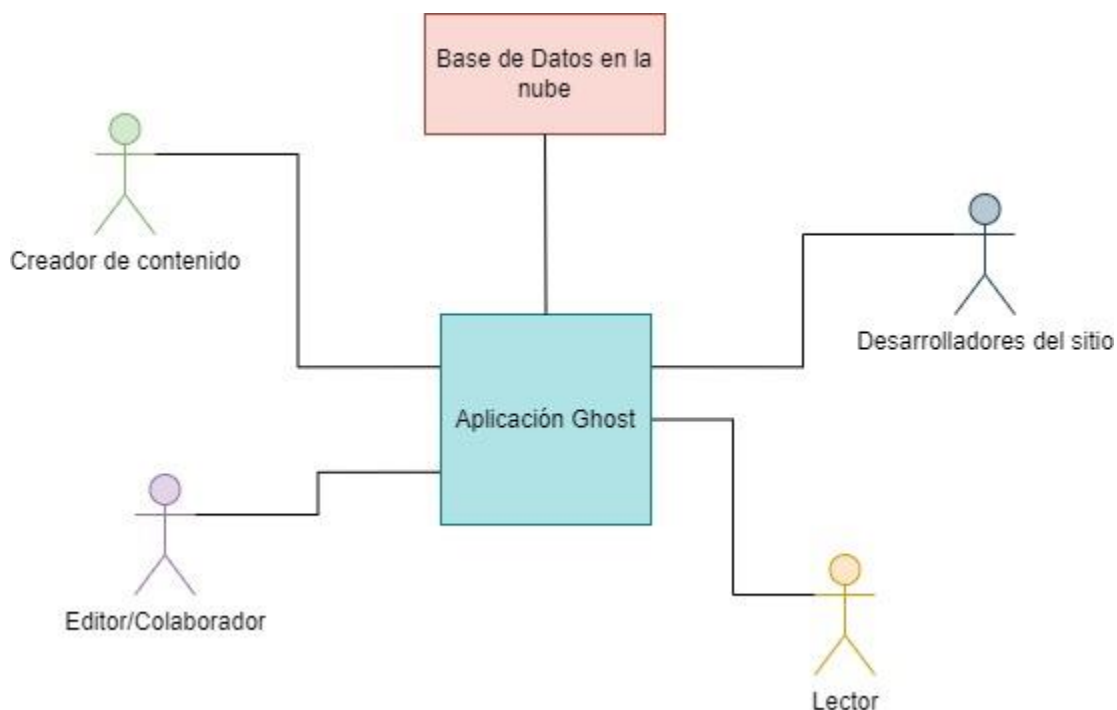 Base de Datos en la
nube
Creador de contenido
Desarrolladores del sitio
Aplicación Ghost
Editor/Colaborador
Lector